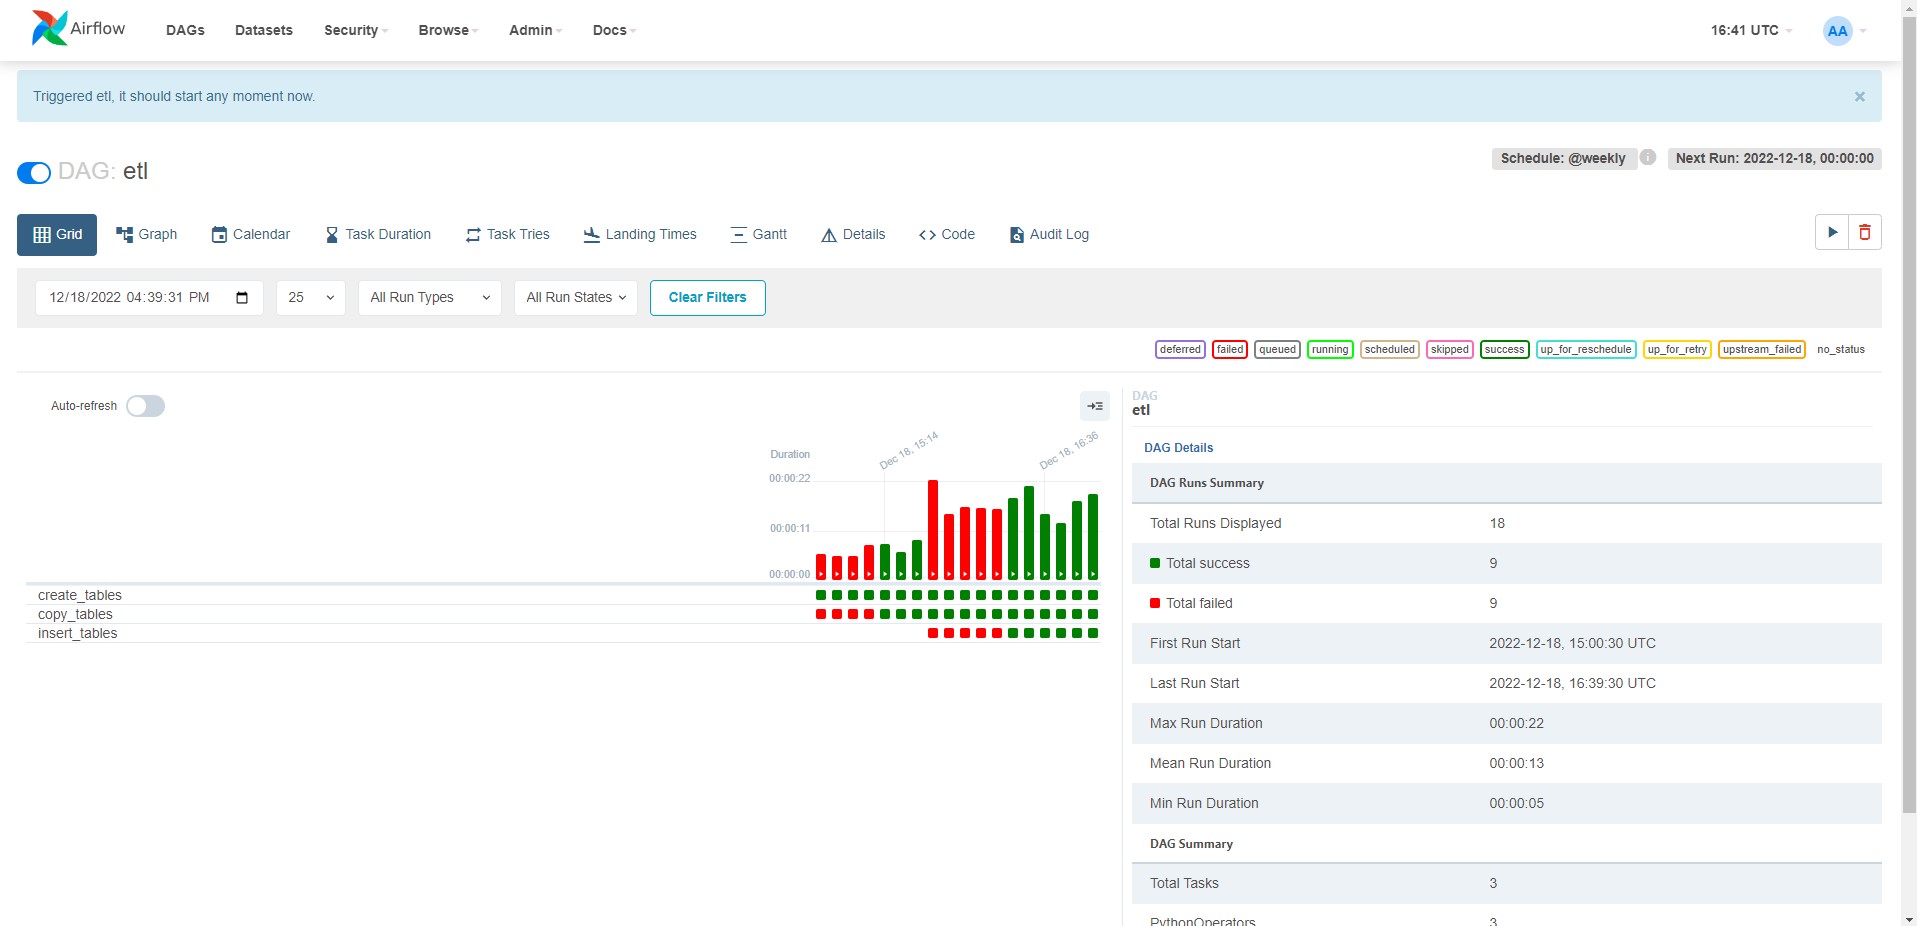 Airflow DAGs Datasets Security Browse Admin Docs 16:41 UTC AA
Triggered etl, it should start any moment now. ×
DAG: etl
Schedule: @weekly i Next Run: 2022-12-18, 00:00:00
Grid Graph Calendar Task Duration Task Tries Landing Times Gantt Details <> Code Audit Log
12/18/2022 04:39:31 PM 25 All Run Types All Run States Clear Filters
deferred failed queued running scheduled skipped success up_for_reschedule up_for_retry upstream_failed no_status
Auto-refresh
Duration
Dec 18, 15:14
Dec 18, 16:36
00:00:22
00:00:11
00:00:00
create_tables
copy_tables
insert_tables
DAG
etl
DAG Details
DAG Runs Summary
Total Runs Displayed 18
Total success 9
Total failed 9
First Run Start 2022-12-18, 15:00:30 UTC
Last Run Start 2022-12-18, 16:39:30 UTC
Max Run Duration 00:00:22
Mean Run Duration 00:00:13
Min Run Duration 00:00:05
DAG Summary
Total Tasks 3
PythonOperators 3